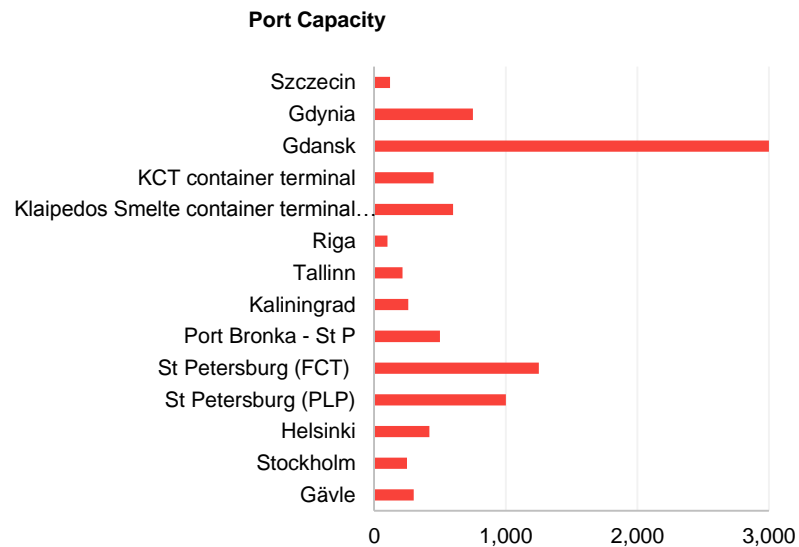 Port Capacity
Szczecin
Gdynia
Gdansk
KCT container terminal
Klaipedos Smelte container terminal…
Riga
Tallinn
Kaliningrad
Port Bronka - St P
St Petersburg (FCT)
St Petersburg (PLP)
Helsinki
Stockholm
Gävle
0 1,000 2,000 3,000